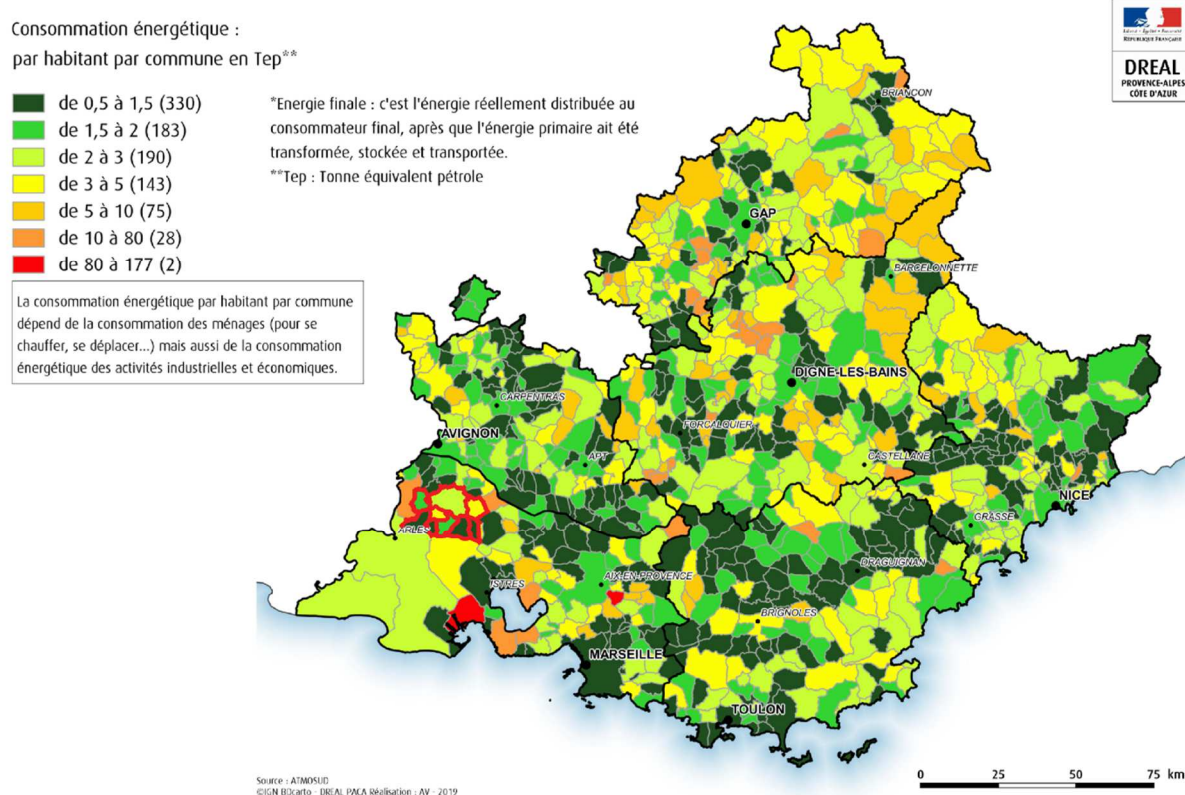 Consommation énergétique :
par habitant par commune en Tep**
de 0,5 à 1,5 (330)
de 1,5 à 2 (183)
de 2 à 3 (190)
de 3 à 5 (143)
de 5 à 10 (75)
de 10 à 80 (28)
de 80 à 177 (2)
*Energie finale : c'est l'énergie réellement distribuée au
consommateur final, après que l'énergie primaire ait été
transformée, stockée et transportée.
**Tep : Tonne équivalent pétrole
La consommation énergétique par habitant par commune
dépend de la consommation des ménages (pour se
chauffer, se déplacer...) mais aussi de la consommation
énergétique des activités industrielles et économiques.
Liberté • Égalité • Fraternité
RÉPUBLIQUE FRANÇAISE
DREAL
PROVENCE-ALPES
CÔTE D'AZUR
BRIANCON
GAP
BARCELONNETTE
DIGNE-LES-BAINS
CARPENTRAS
FORCALQUIER
AVIGNON
APT
CASTELLANE
NICE
GRASSE
ARLES
DRAGUIGNAN
ISTRES
AIX-EN-PROVENCE
BRIGNOLES
MARSEILLE
TOULON
0 25 50 75 km
Source : ATMOSUD
©IGN BDcarto - DREAL PACA Réalisation : AV - 2019